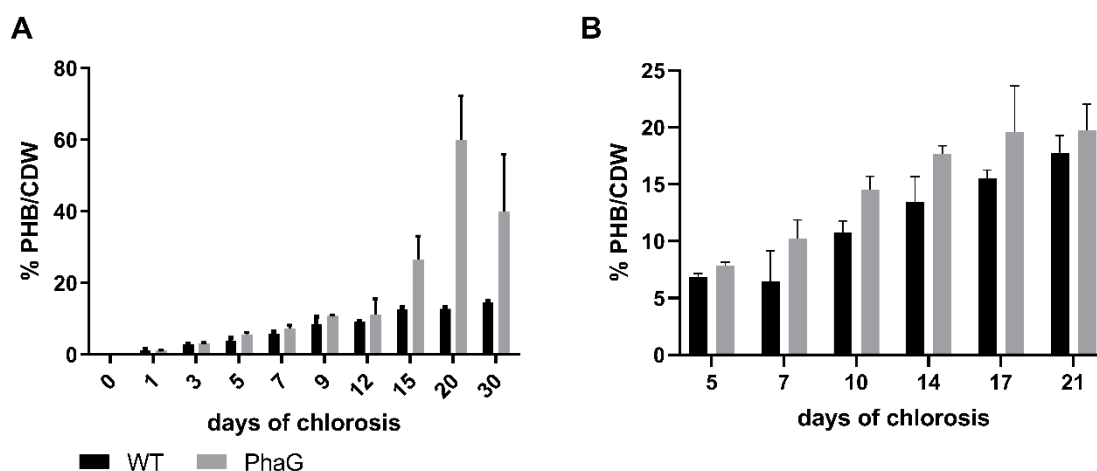 A
% PHB/CDW
80
60
40
20
0
0 1 3 5 7 9 12 15 20 30
days of chlorosis
WT PhaG
B
% PHB/CDW
25
20
15
10
5
0
5 7 10 14 17 21
days of chlorosis